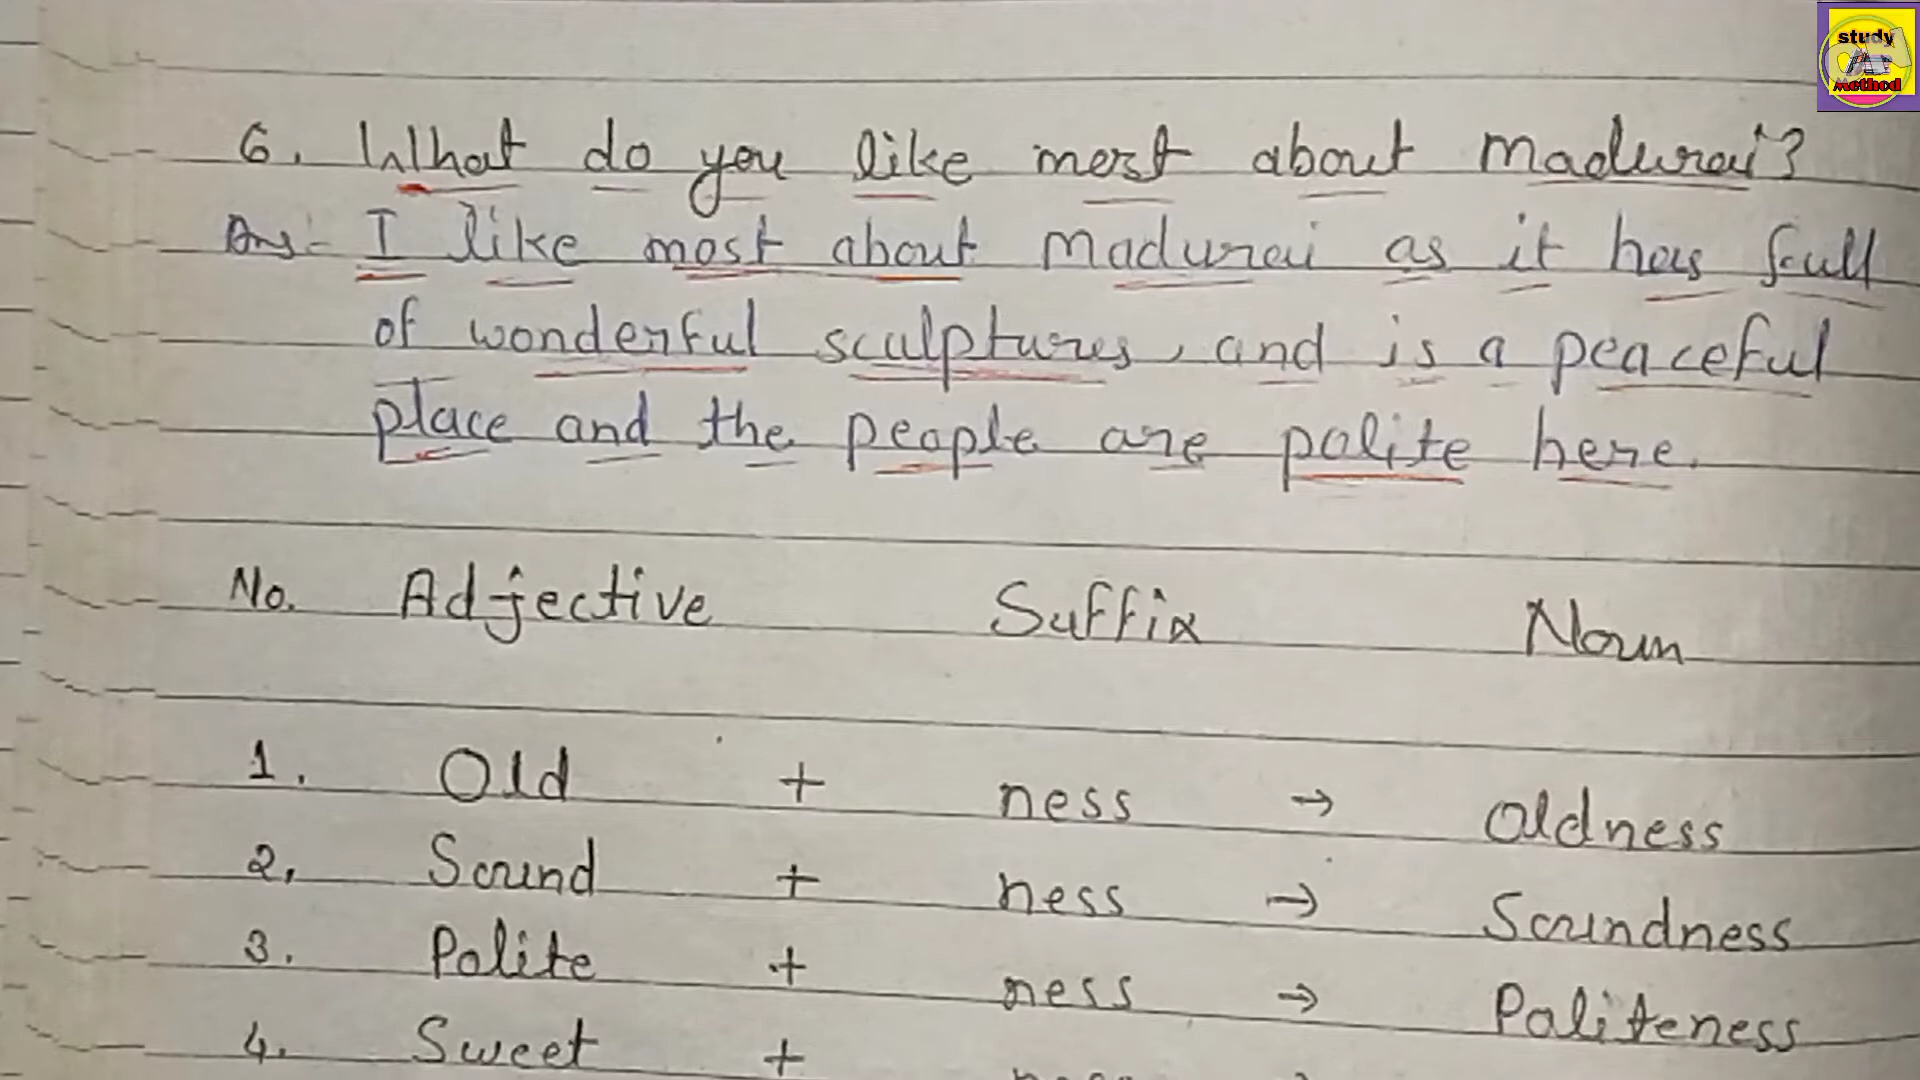 study
Method
6. What do you like most about Madurai?
Ans:- I like most about Madurai as it has full
of wonderful sculptures, and is a peaceful
place and the people are polite here.
No. Adjective Suffix Noun
1. Old + ness → Oldness
2. Sound + ness → Soundness
3. Polite + ness → Politeness
4. Sweet + ness